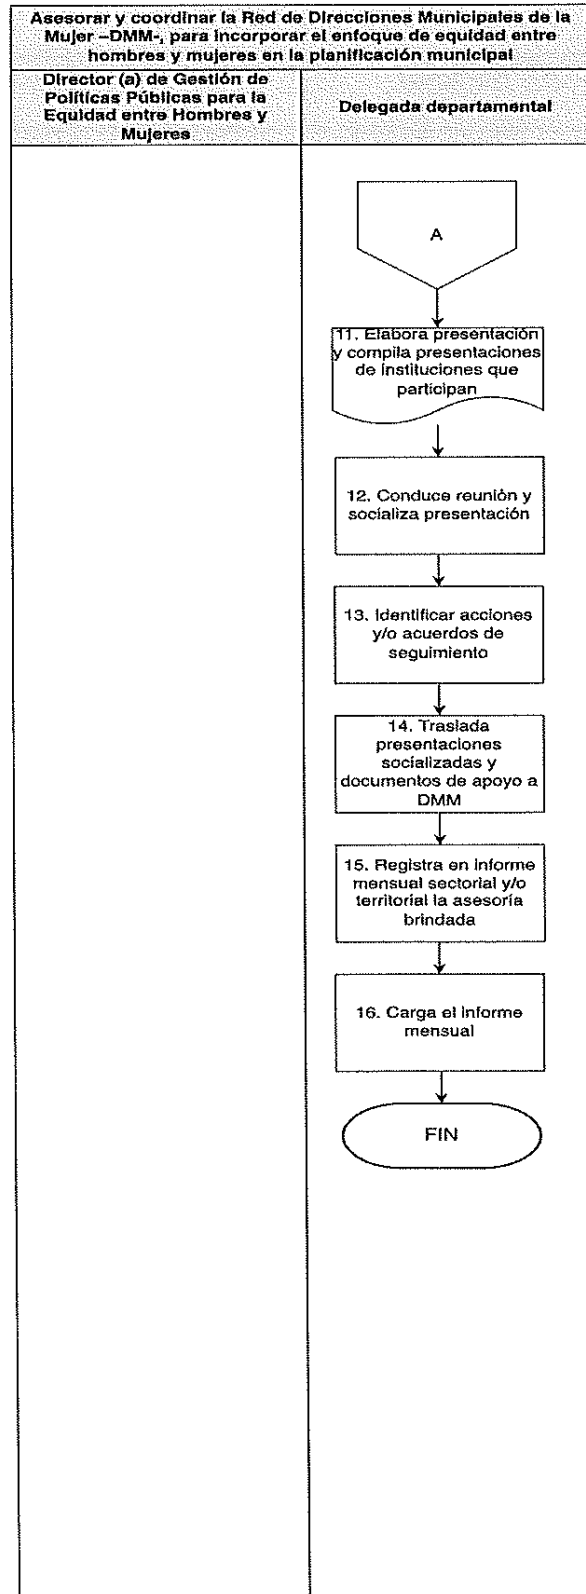 Asesorar y coordinar la Red de Direcciones Municipales de la
Mujer –DMM-, para incorporar el enfoque de equidad entre
hombres y mujeres en la planificación municipal
Director (a) de Gestión de
Políticas Públicas para la
Equidad entre Hombres y
Mujeres
Delegada departamental
A
11. Elabora presentación
y compila presentaciones
de instituciones que
participan
12. Conduce reunión y
socializa presentación
13. Identificar acciones
y/o acuerdos de
seguimiento
14. Traslada
presentaciones
socializadas y
documentos de apoyo a
DMM
15. Registra en informe
mensual sectorial y/o
territorial la asesoría
brindada
16. Carga el informe
mensual
FIN